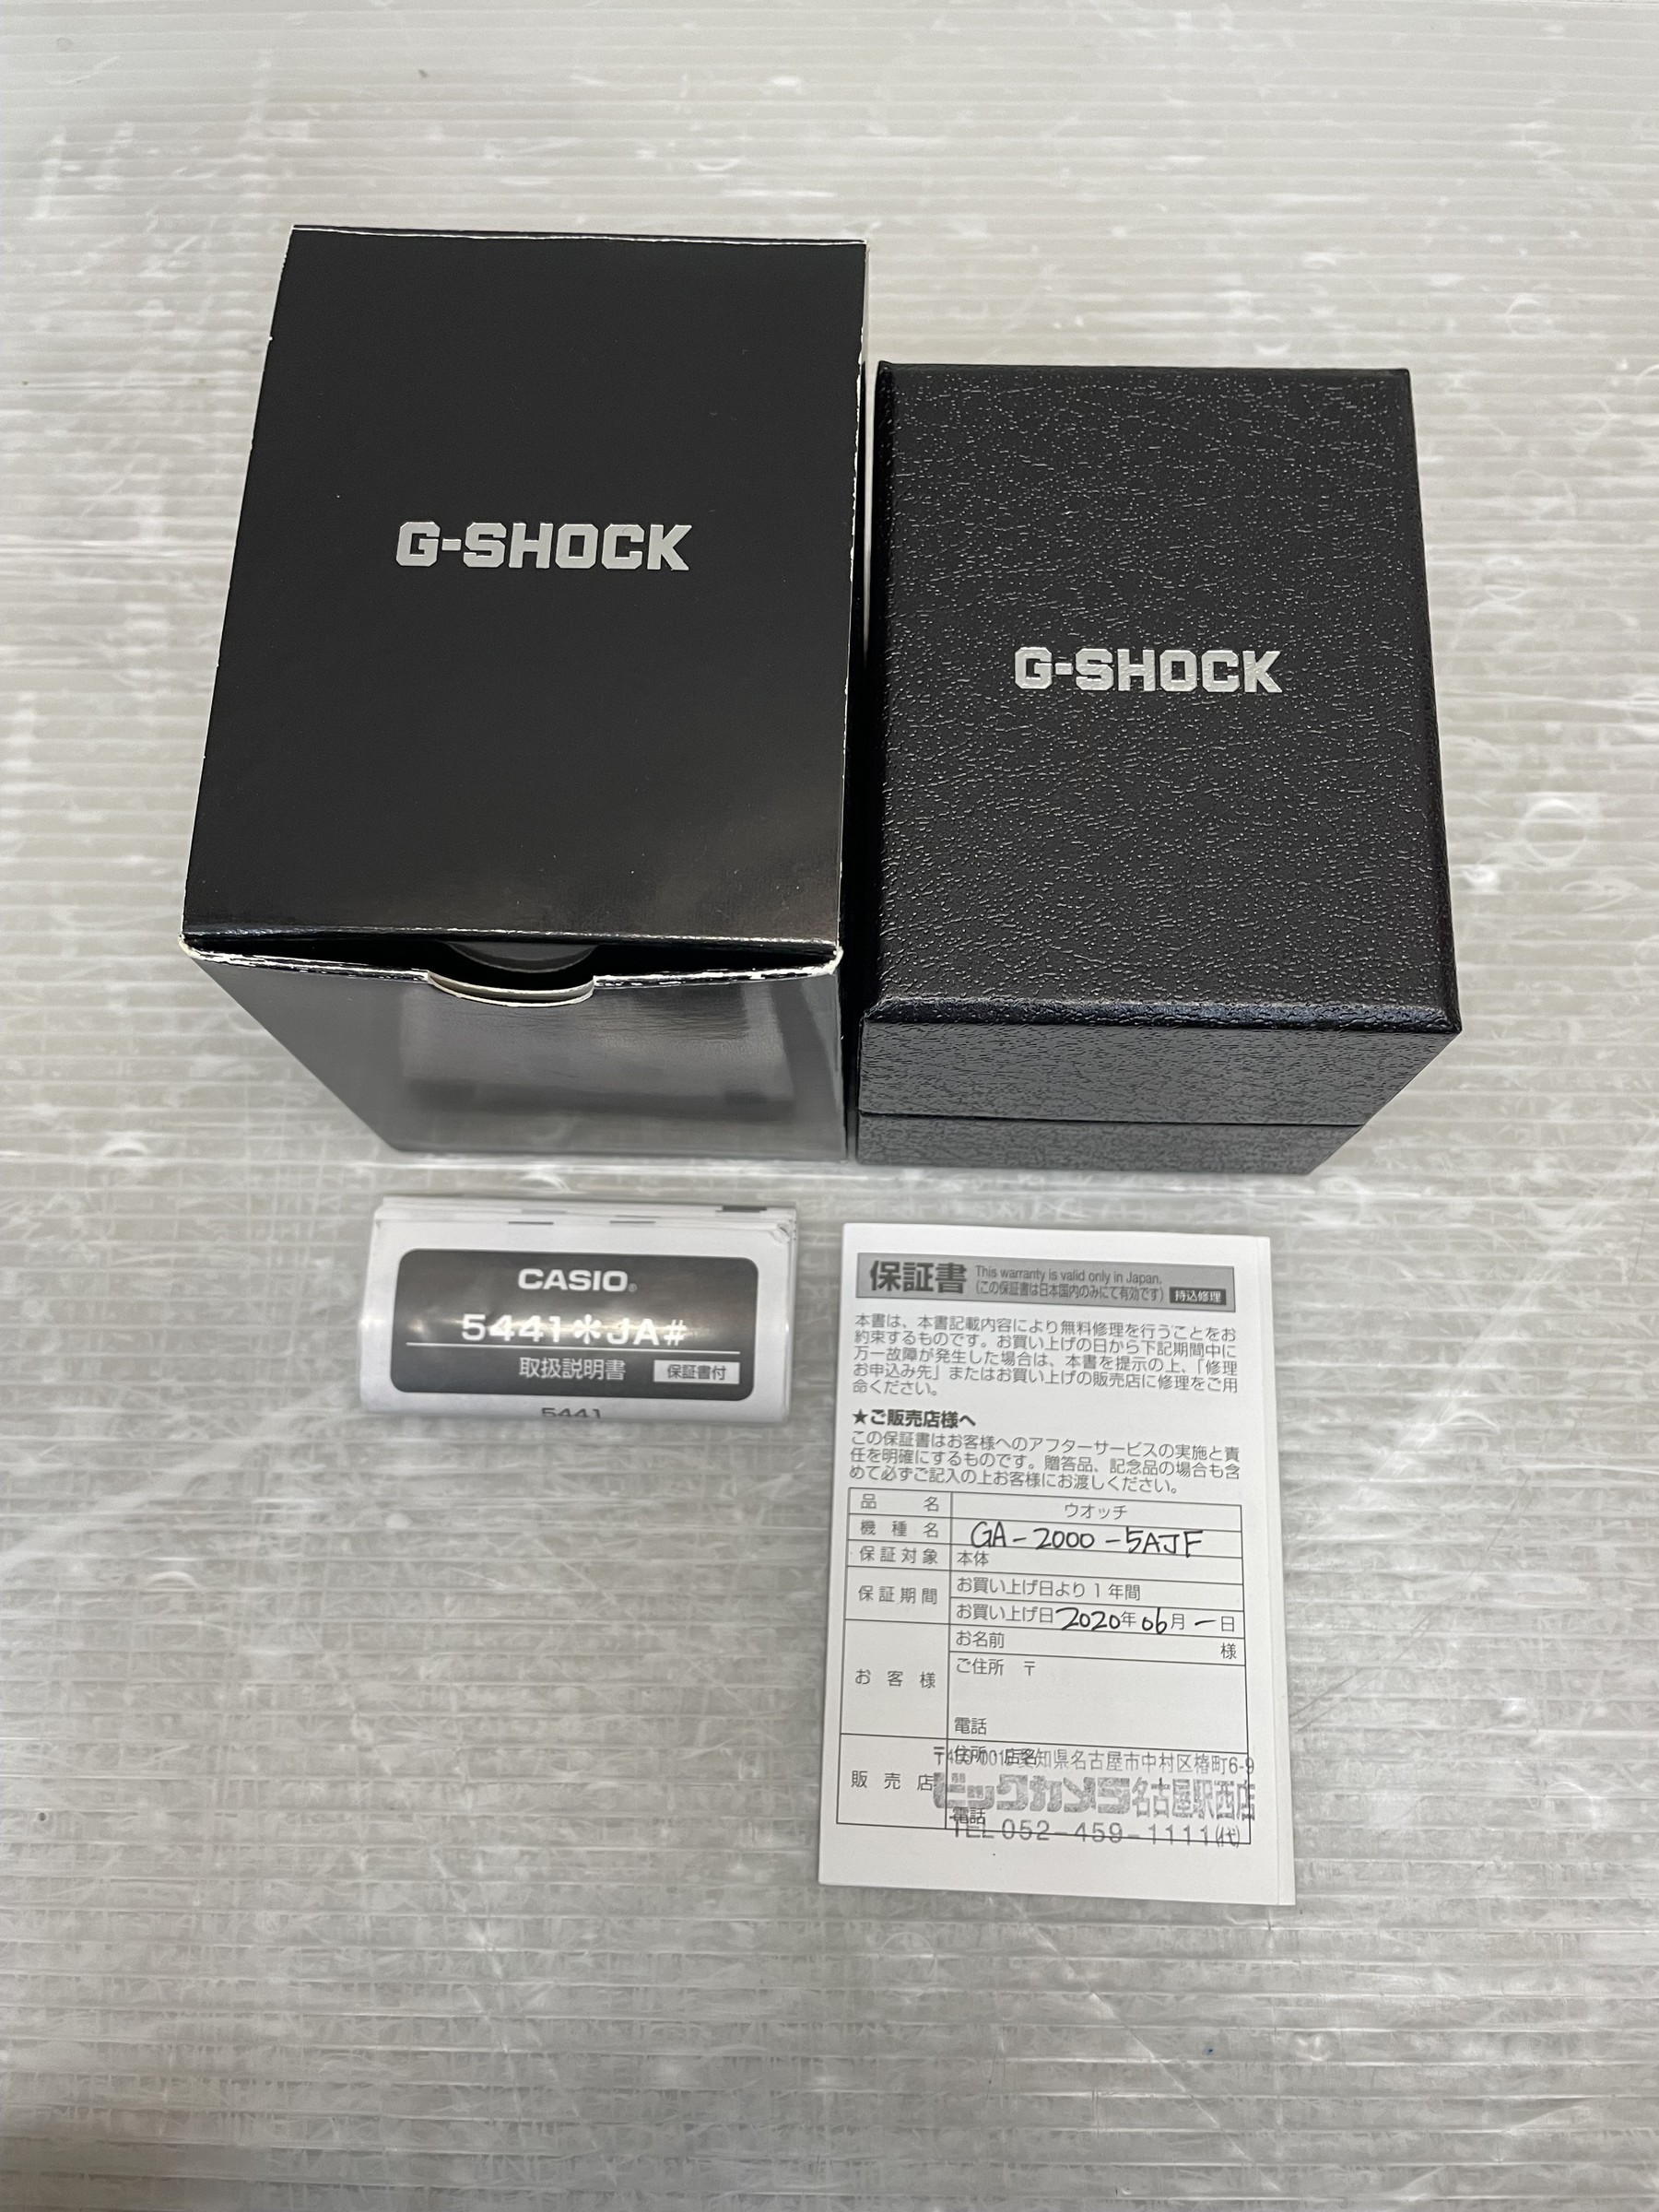 G-SHOCK
G-SHOCK
CASIO®
5441＊JA#
取扱説明書 保証書付
5441
保証書 This warranty is valid only in Japan.
(この保証書は日本国内のみにて有効です) 持込修理
本書は、本書記載内容により無料修理を行うことをお
約束するものです。お買い上げの日から下記期間中に
万一故障が発生した場合は、本書を提示の上、「修理
お申込み先」またはお買い上げの販売店に修理をご用
命ください。
★ご販売店様へ
この保証書はお客様へのアフターサービスの実施と責
任を明確にするものです。贈答品、記念品の場合も含
めて必ずご記入の上お客様にお渡しください。
品名 ウオッチ
機種名 GA-2000-5AJF
保証対象 本体
保証期間 お買い上げ日より1年間
お買い上げ日 2020年06月 - 日
お客様 お名前 様
ご住所 〒
電話
販売店 住所・店名
愛知県名古屋市中村区椿町6-9
ビックカメラ名古屋駅西店
電話
TEL 052-459-1111(代)